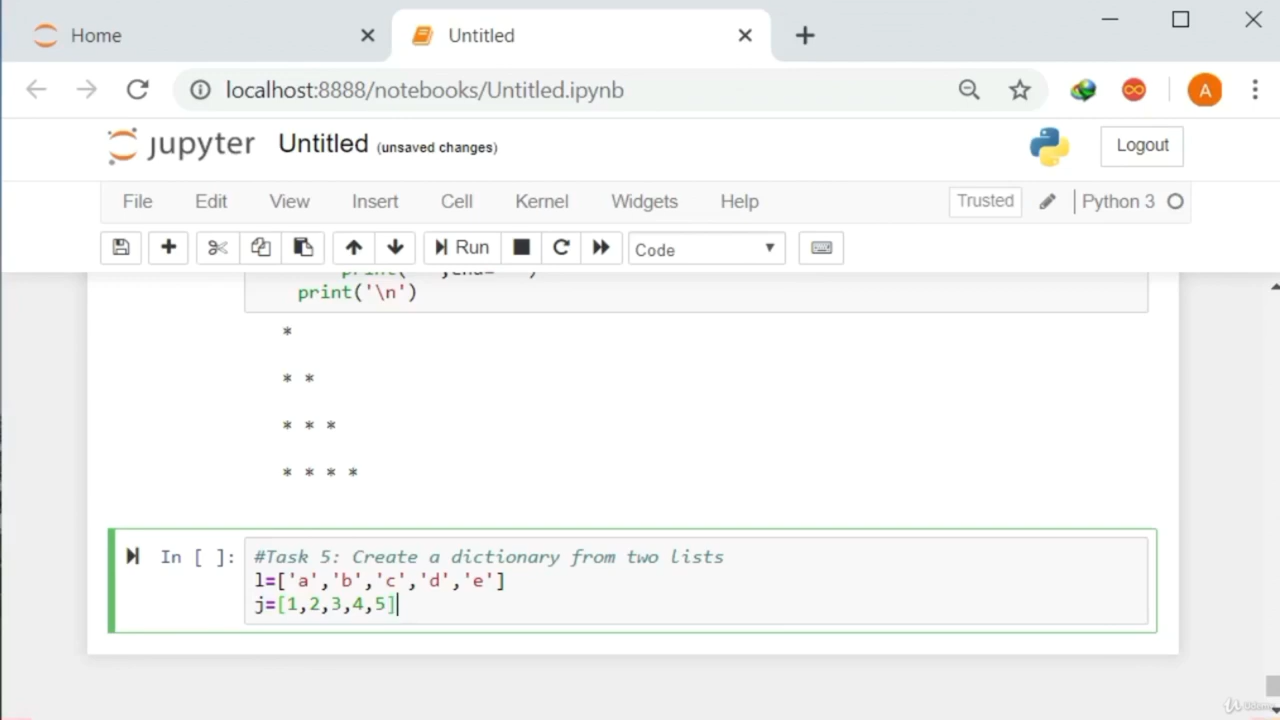 Home
Untitled
localhost:8888/notebooks/Untitled.ipynb
A
jupyter Untitled (unsaved changes)
Logout
File Edit View Insert Cell Kernel Widgets Help
Trusted
Python 3
Run
Code
print('\n')
*
* *
* * *
* * * *
In [ ]:
#Task 5: Create a dictionary from two lists
l=['a','b','c','d','e']
j=[1,2,3,4,5]